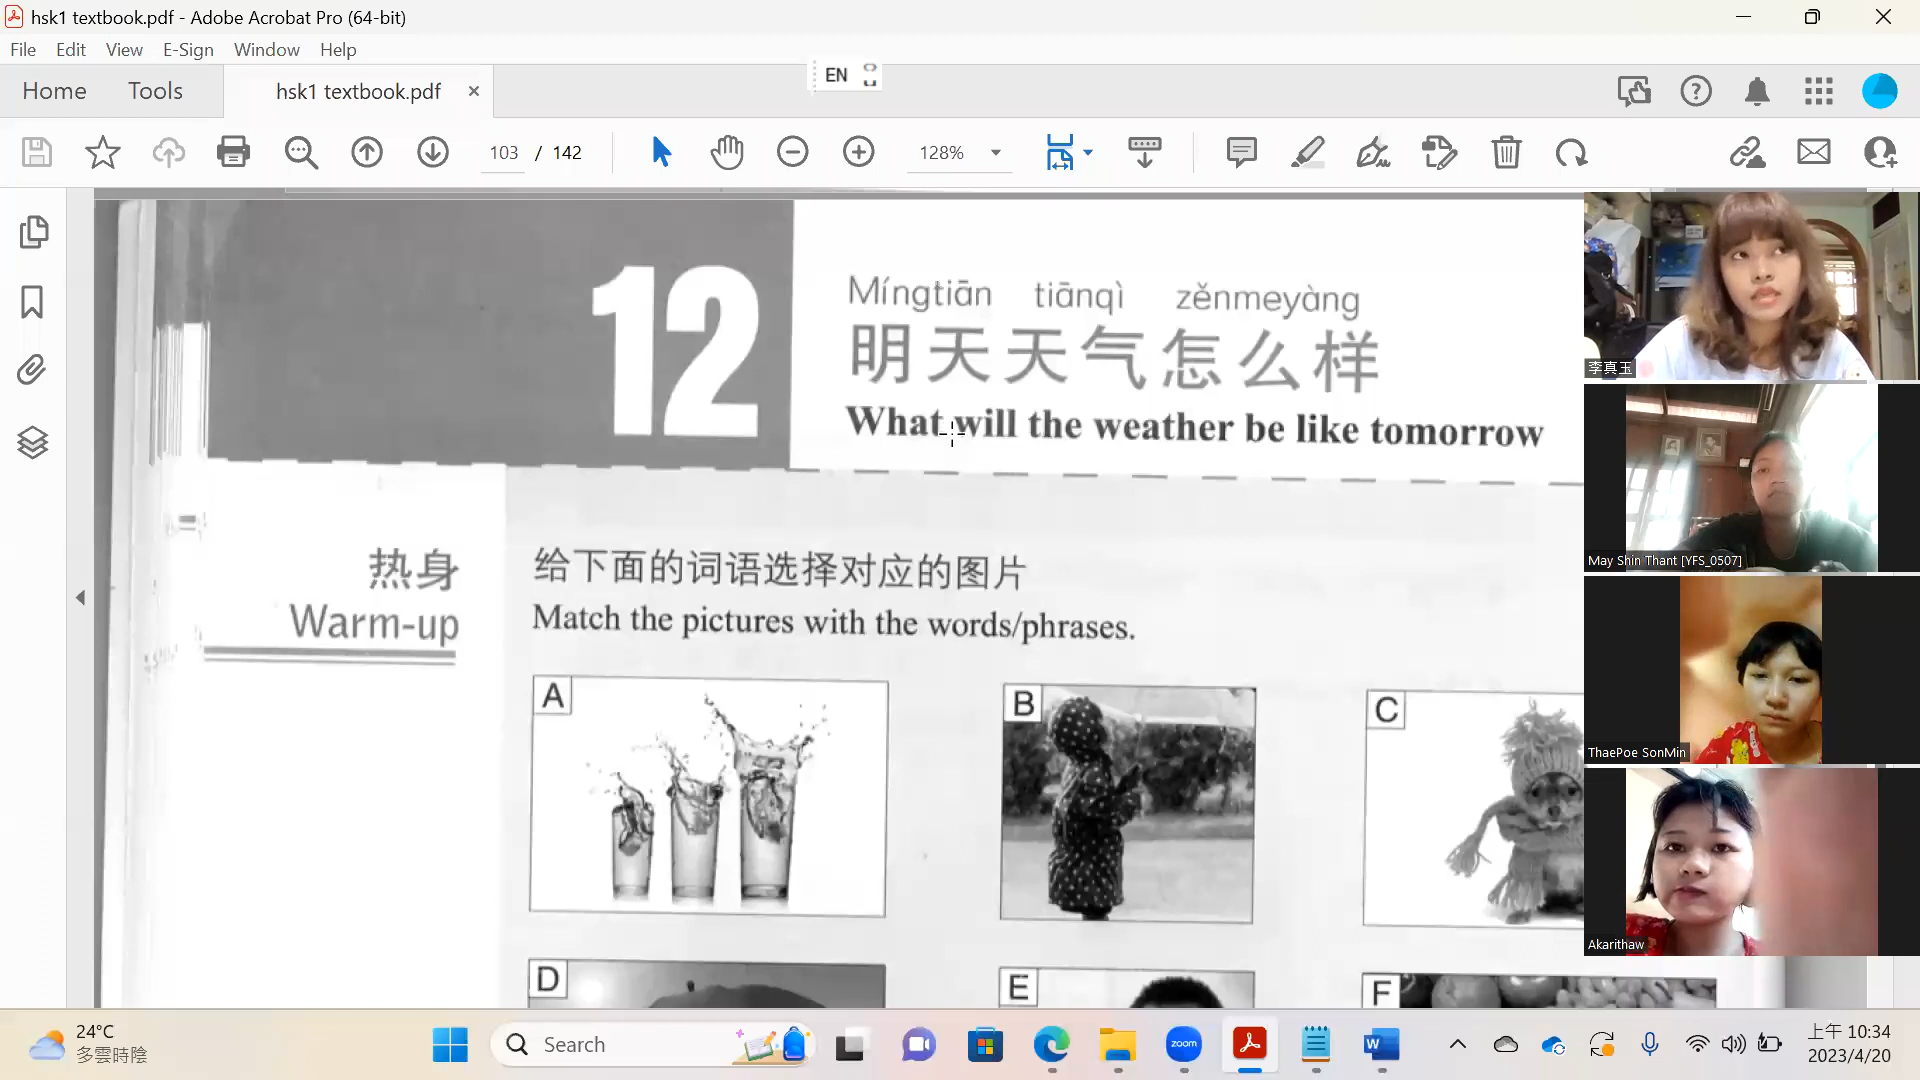 hsk1 textbook.pdf - Adobe Acrobat Pro (64-bit)
File Edit View E-Sign Window Help
EN
Home Tools hsk1 textbook.pdf
103 / 142
128%
12
Míngtiān tiānqì zěnmeyàng
明天天气怎么样
What will the weather be like tomorrow
热身
Warm-up
给下面的词语选择对应的图片
Match the pictures with the words/phrases.
A
B
C
D
E
F
李真玉
May Shin Thant [YFS_0507]
ThaePoe SonMin
Akarithaw
24°C
多雲時陰
Search
zoom
W
上午 10:34
2023/4/20